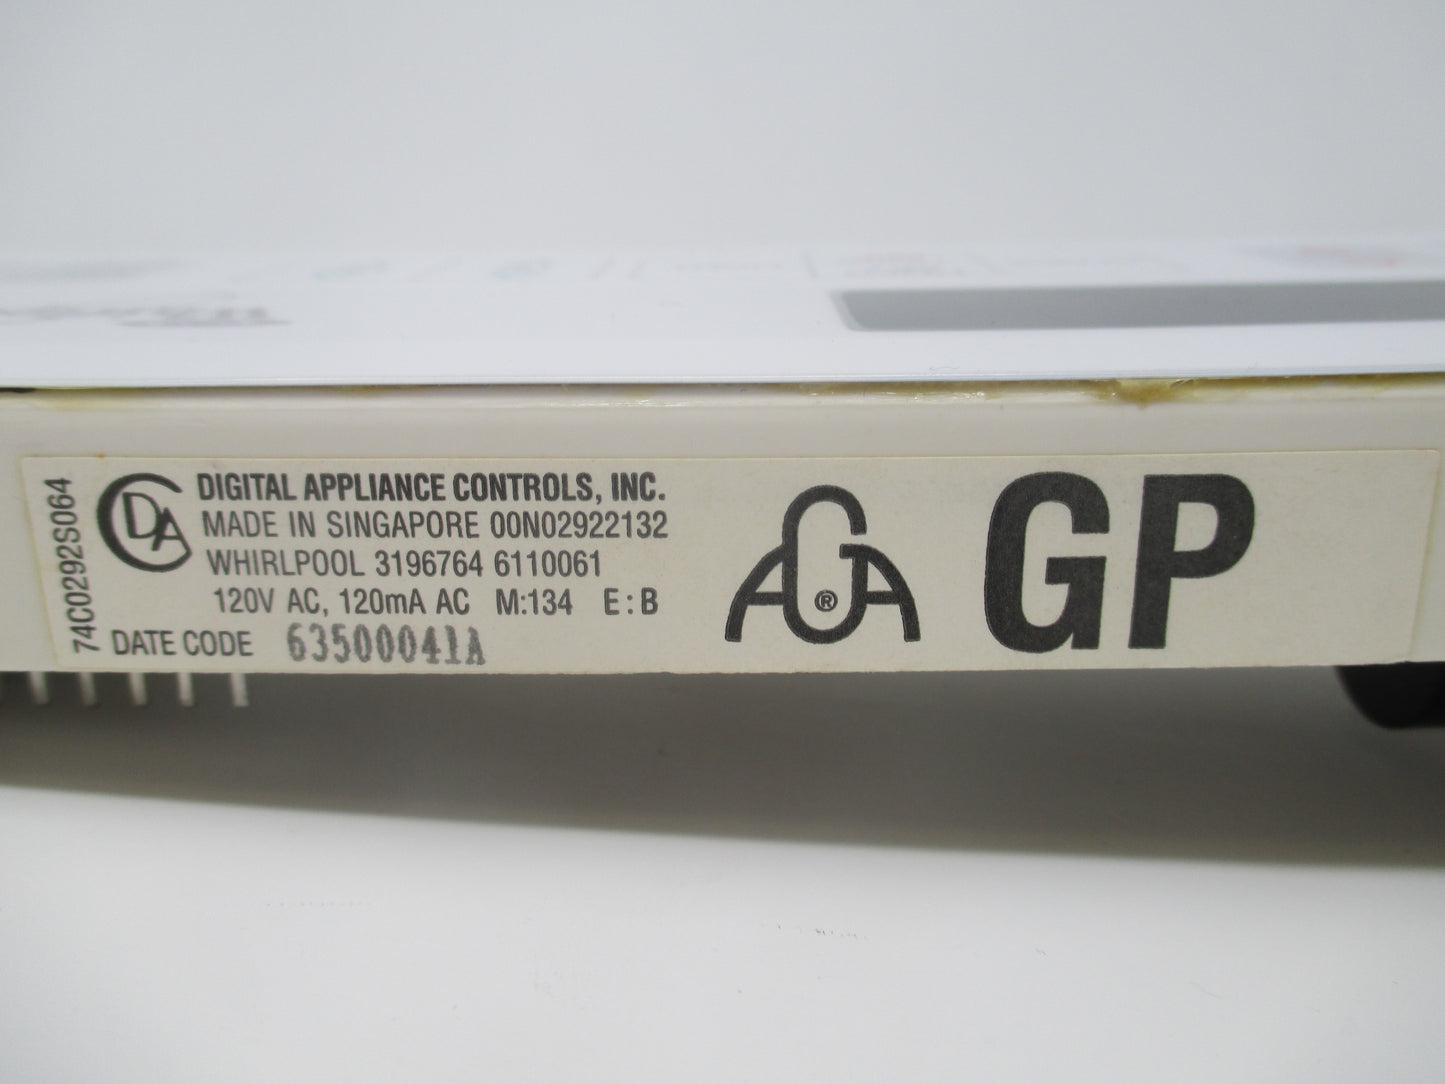 74C0292S064
CDA
DIGITAL APPLIANCE CONTROLS, INC.
MADE IN SINGAPORE 00N02922132
WHIRLPOOL 3196764 6110061
120V AC, 120mA AC M:134 E:B
DATE CODE 63500041A
AGA ®
GP